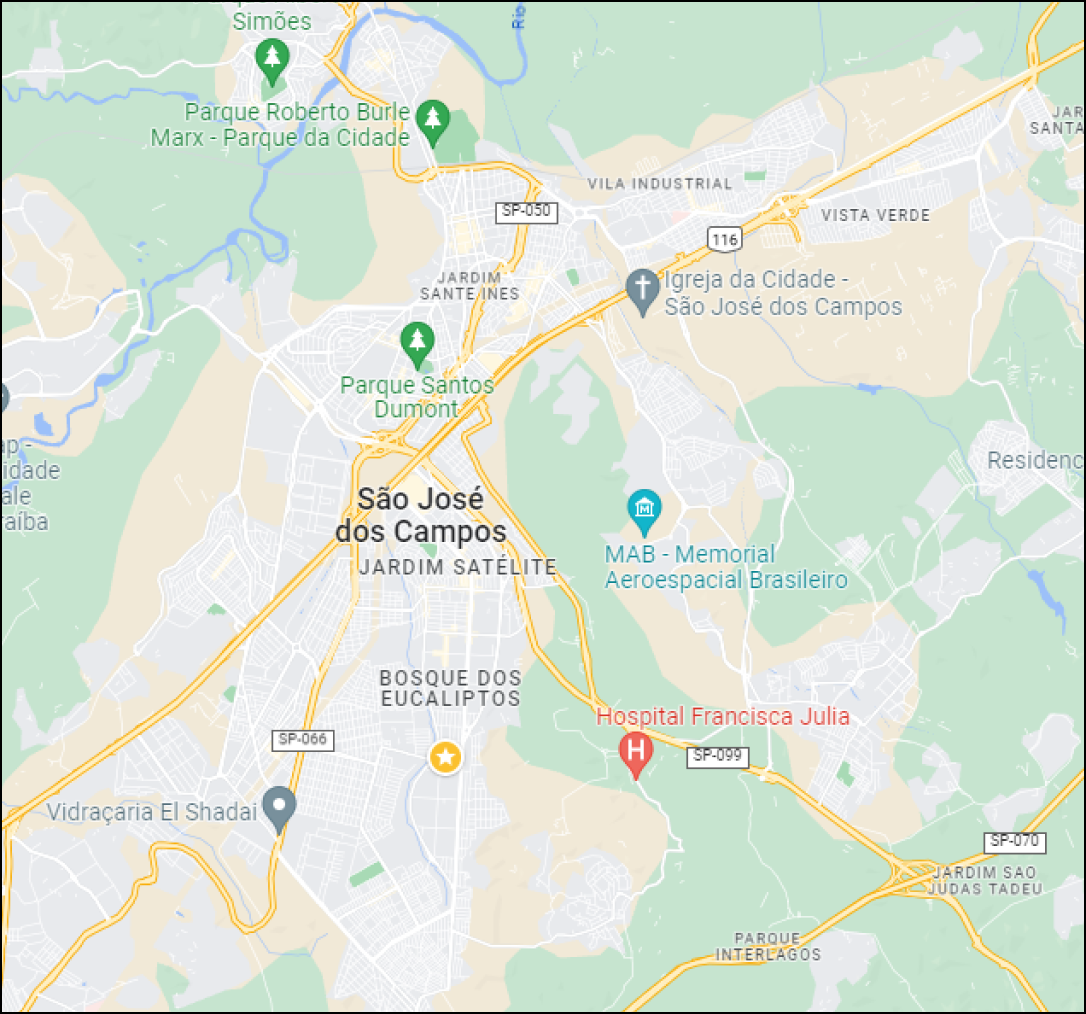 Simões
Rio
Parque Roberto Burle
Marx - Parque da Cidade
JAR
SANTA
VILA INDUSTRIAL
SP-050
VISTA VERDE
116
JARDIM
SANTE INES
Igreja da Cidade -
São José dos Campos
Parque Santos
Dumont
ap -
idade
ale
raíba
Residenc
São José
dos Campos
JARDIM SATÉLITE
M
MAB - Memorial
Aeroespacial Brasileiro
BOSQUE DOS
EUCALIPTOS
Hospital Francisca Julia
H
SP-066
SP-099
Vidraçaria El Shadai
SP-070
JARDIM SAO
JUDAS TADEU
PARQUE
INTERLAGOS